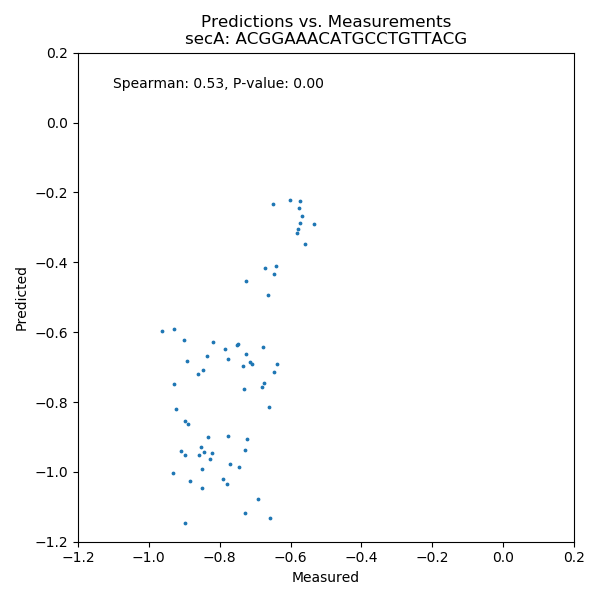 Predictions vs. Measurements
secA: ACGGAAACATGCCTGTTACG
Spearman: 0.53, P-value: 0.00
0.2
0.0
−0.2
−0.4
−0.6
−0.8
−1.0
−1.2
Predicted
−1.2 −1.0 −0.8 −0.6 −0.4 −0.2 0.0 0.2
Measured